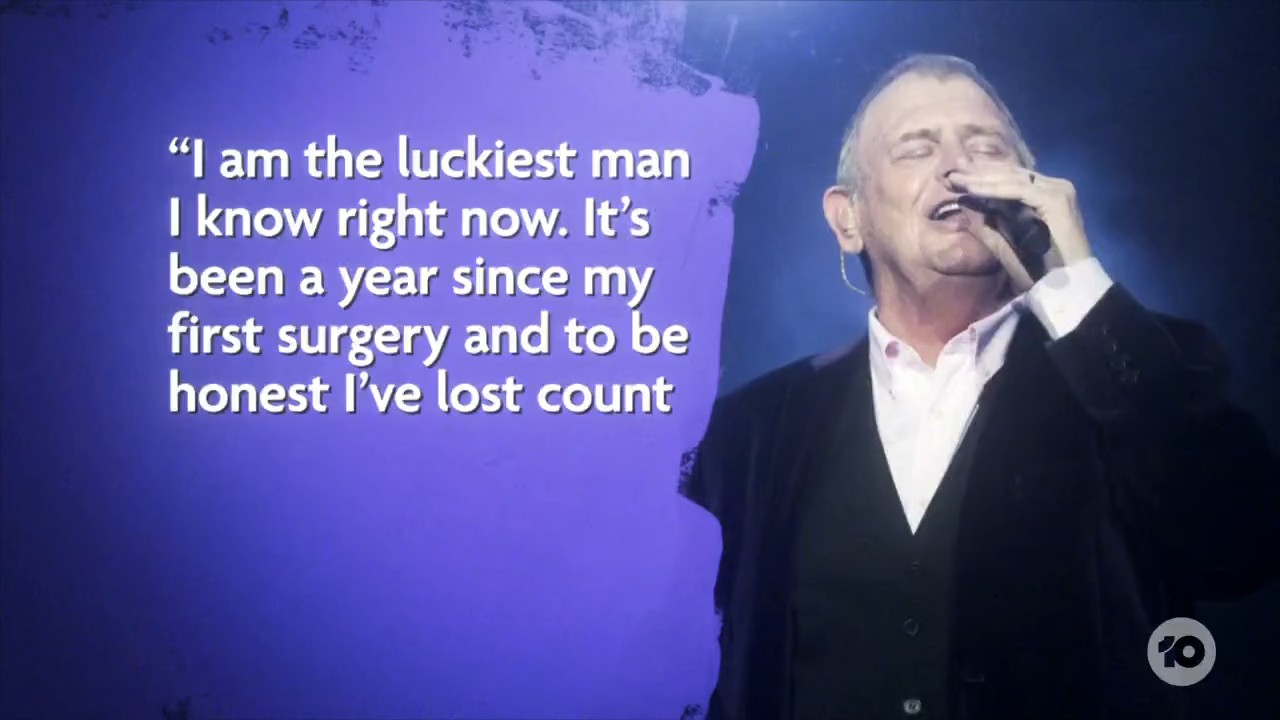 “I am the luckiest man
I know right now. It’s
been a year since my
first surgery and to be
honest I’ve lost count
10